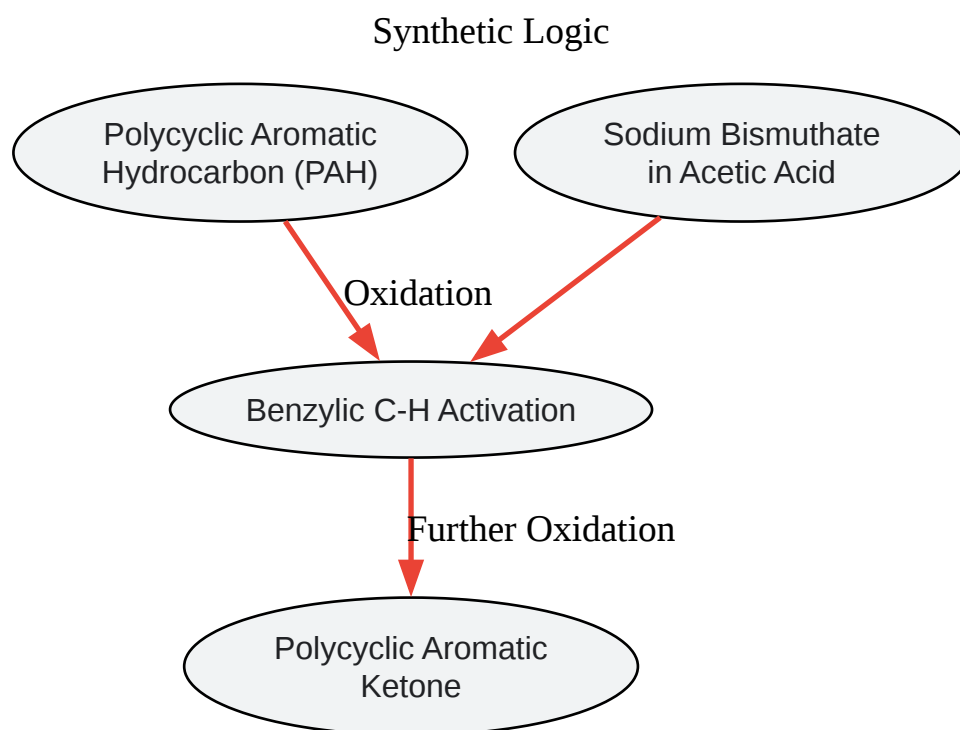 Synthetic Logic
Polycyclic Aromatic
Hydrocarbon (PAH)
Sodium Bismuthate
in Acetic Acid
Oxidation
Benzylic C-H Activation
Further Oxidation
Polycyclic Aromatic
Ketone